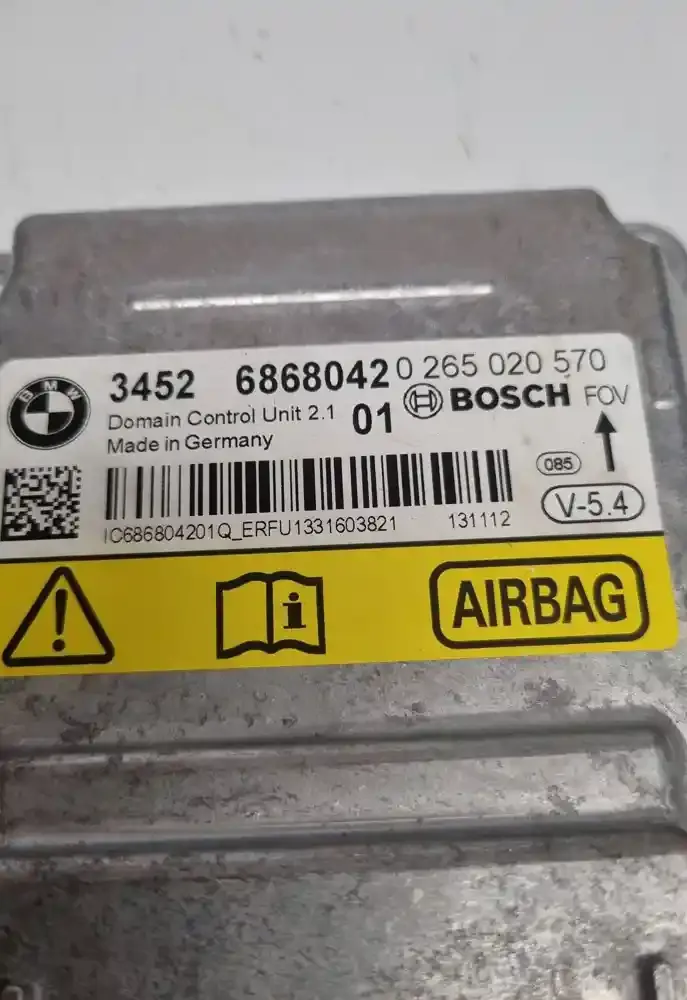 BMW
3452 6868042 0 265 020 570
Domain Control Unit 2.1 01 BOSCH FOV
Made in Germany
085
V-5.4
IC686804201Q_ERFU1331603821 131112
AIRBAG